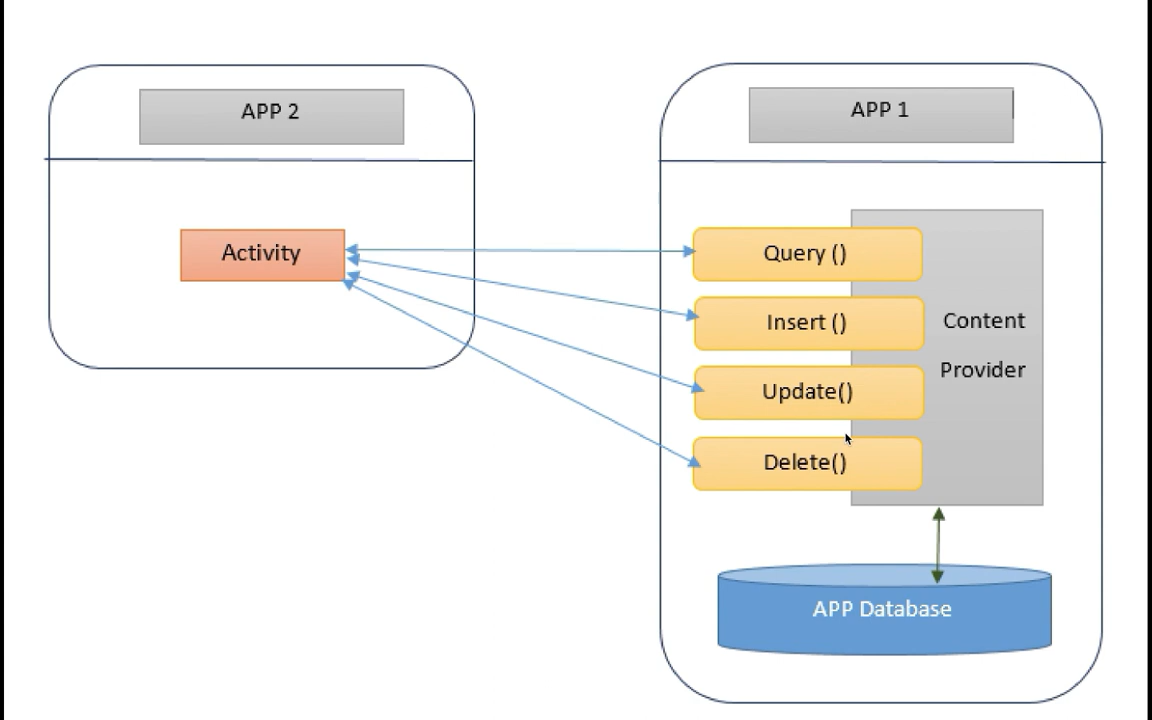 APP 2
APP 1
Activity
Query ()
Insert ()
Update()
Delete()
Content
Provider
APP Database